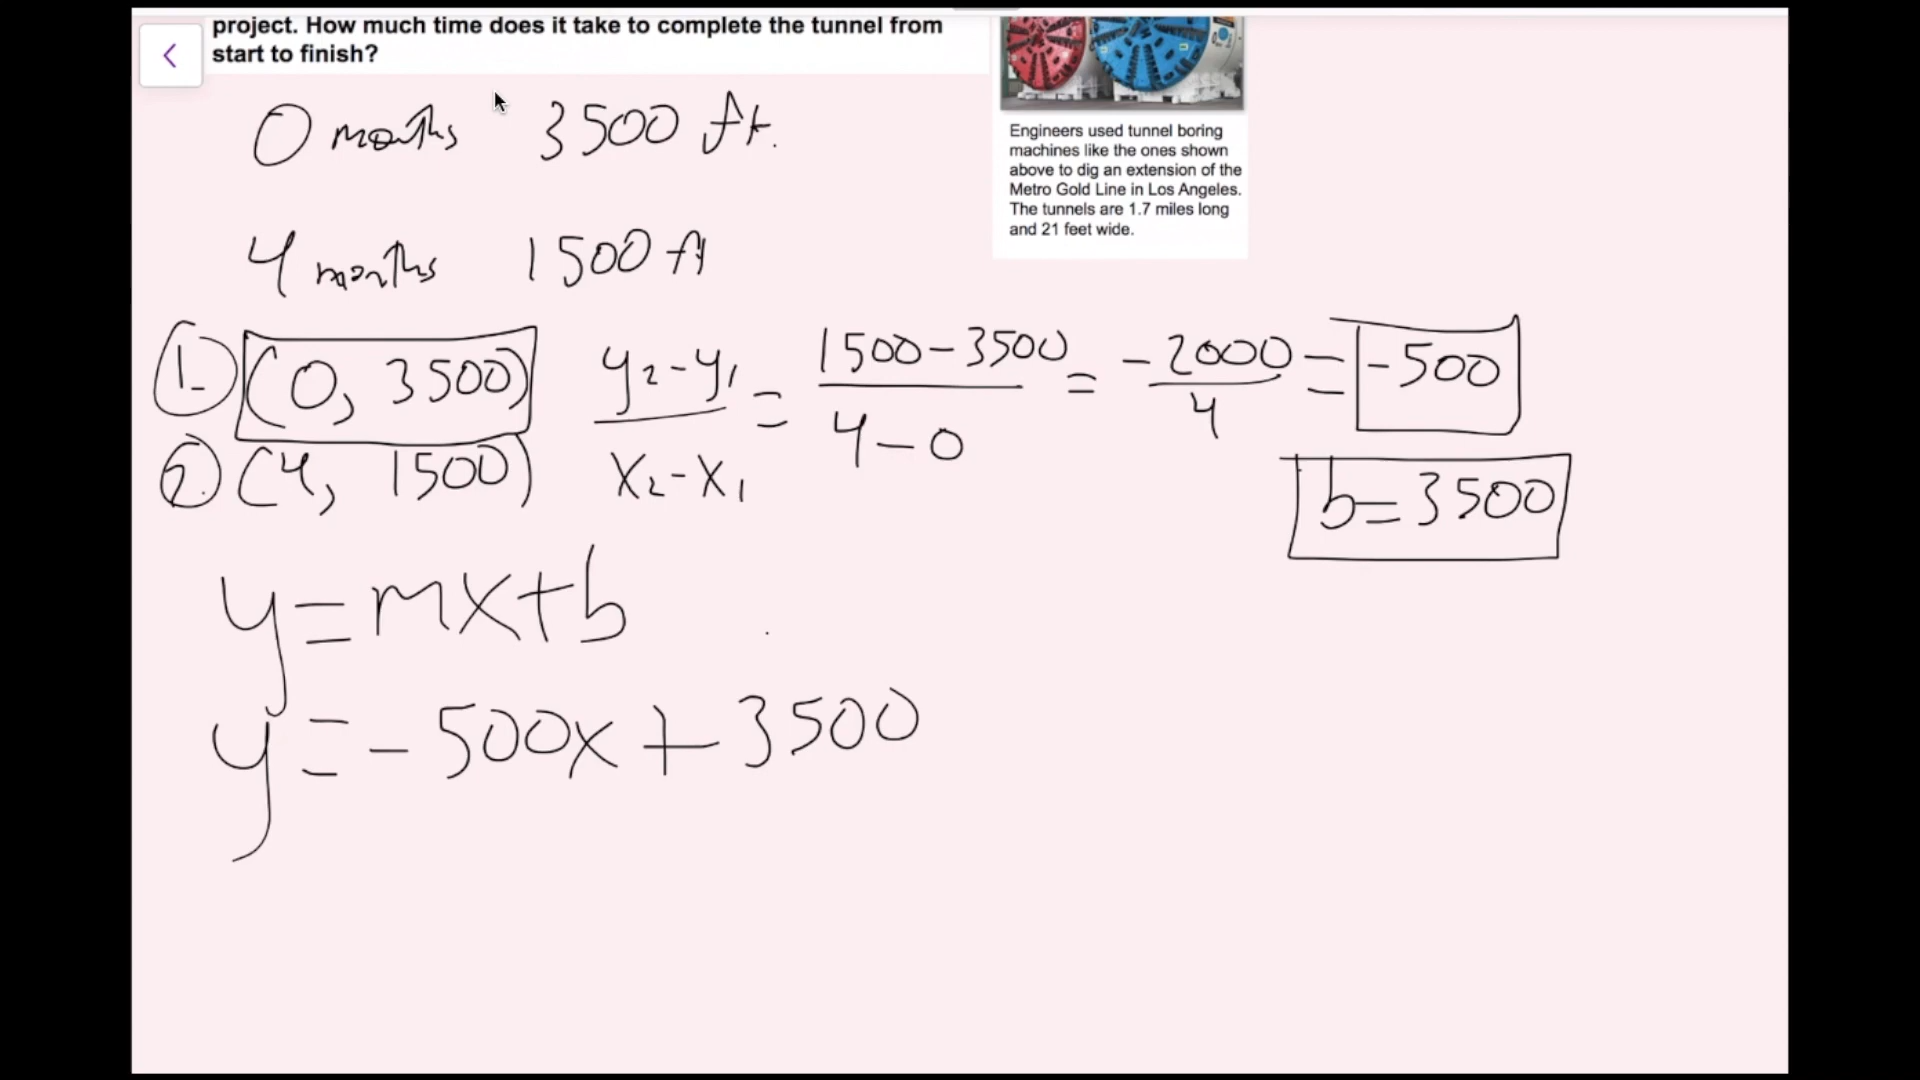 project. How much time does it take to complete the tunnel from
start to finish?
0 months 3500 ft.
4 months 1500 ft
Engineers used tunnel boring
machines like the ones shown
above to dig an extension of the
Metro Gold Line in Los Angeles.
The tunnels are 1.7 miles long
and 21 feet wide.
1. (0, 3500)
2. (4, 1500)
y₂-y₁ / x₂-x₁ = 1500-3500 / 4-0 = -2000 / 4 = -500
b=3500
y=mx+b
y=-500x+3500